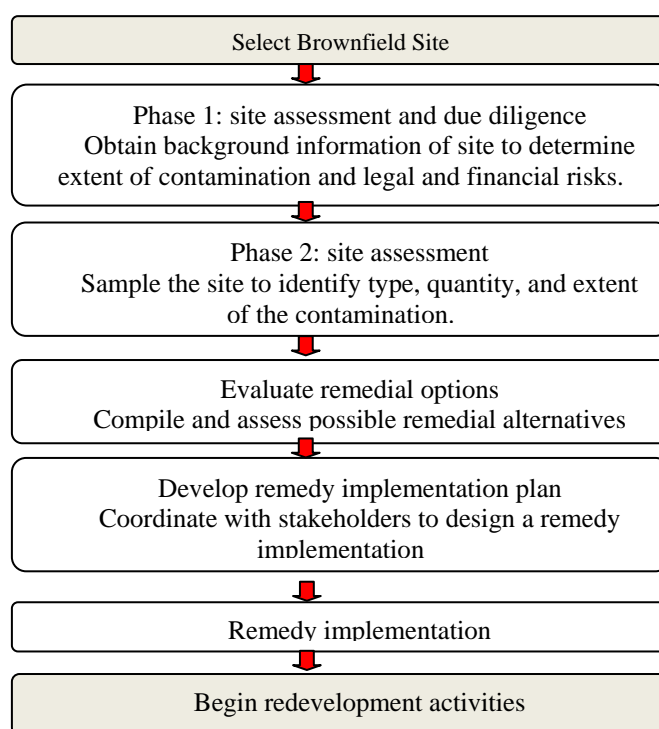 Select Brownfield Site
Phase 1: site assessment and due diligence
Obtain background information of site to determine
extent of contamination and legal and financial risks.
Phase 2: site assessment
Sample the site to identify type, quantity, and extent
of the contamination.
Evaluate remedial options
Compile and assess possible remedial alternatives
Develop remedy implementation plan
Coordinate with stakeholders to design a remedy
implementation
Remedy implementation
Begin redevelopment activities